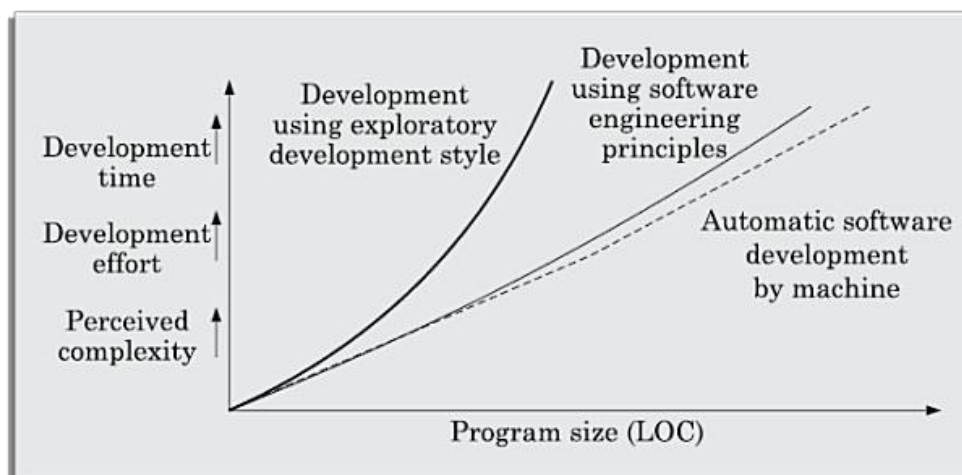 Development
using exploratory
development style
Development
using software
engineering
principles
Development
time
Development
effort
Perceived
complexity
Automatic software
development
by machine
Program size (LOC)